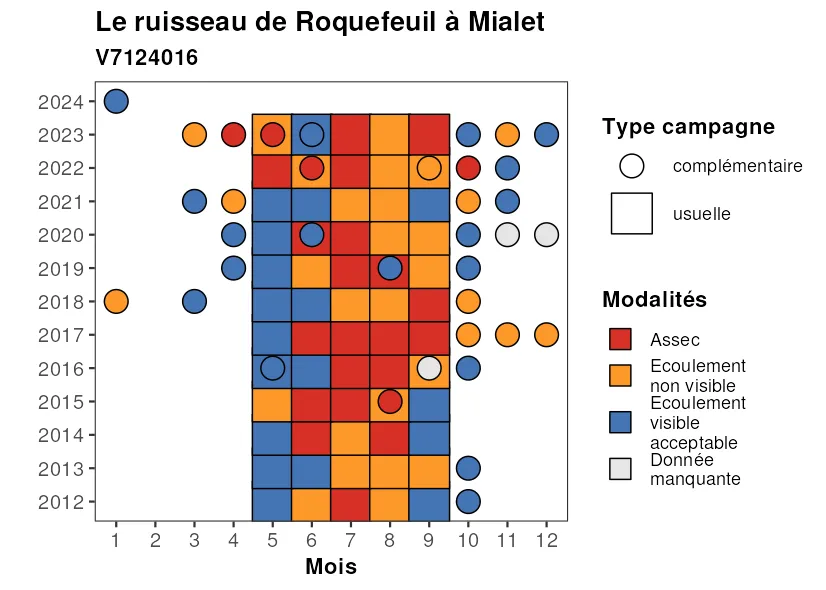 Le ruisseau de Roquefeuil à Mialet
V7124016
2024
2023
2022
2021
2020
2019
2018
2017
2016
2015
2014
2013
2012
1 2 3 4 5 6 7 8 9 10 11 12
Mois
Type campagne
complémentaire
usuelle
Modalités
Assec
Ecoulement
non visible
Ecoulement
visible
acceptable
Donnée
manquante